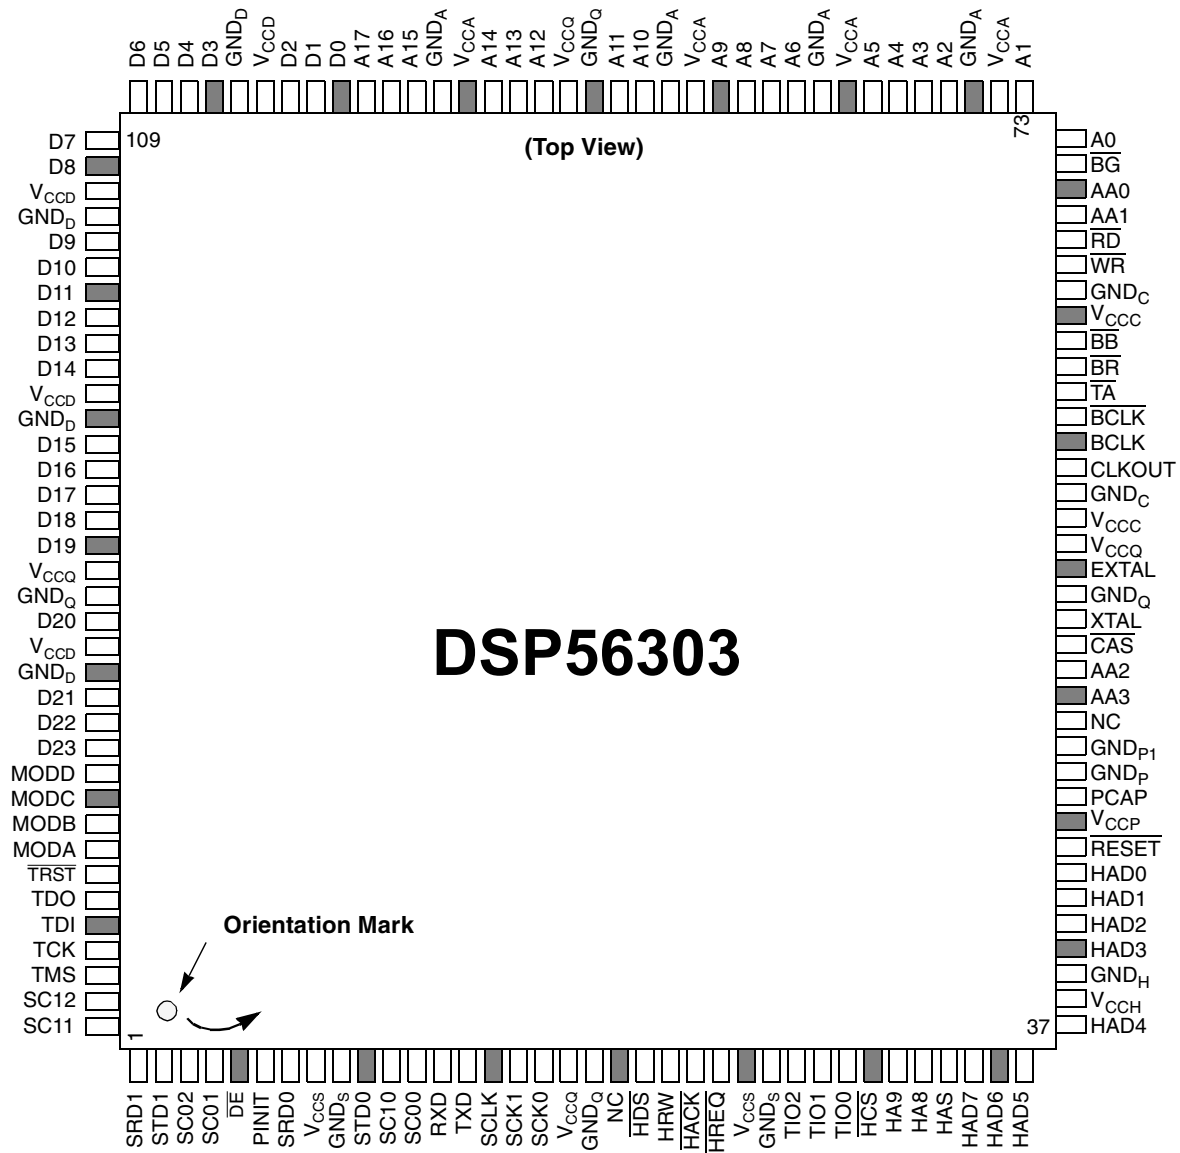 D6
D5
D4
D3
GNDD
VCCD
D2
D1
D0
A17
A16
A15
GNDA
VCCA
A14
A13
A12
VCCQ
GNDQ
A11
A10
GNDA
VCCA
A9
A8
A7
A6
GNDA
VCCA
A5
A4
A3
A2
GNDA
VCCA
A1
109
(Top View)
73
D7
D8
VCCD
GNDD
D9
D10
D11
D12
D13
D14
VCCD
GNDD
D15
D16
D17
D18
D19
VCCQ
GNDQ
D20
VCCD
GNDD
D21
D22
D23
MODD
MODC
MODB
MODA
TRST
TDO
TDI
TCK
TMS
SC12
SC11
DSP56303
Orientation Mark
1
37
A0
BG
AA0
AA1
RD
WR
GNDC
VCCC
BB
BR
TA
BCLK
BCLK
CLKOUT
GNDC
VCCC
VCCQ
EXTAL
GNDQ
XTAL
CAS
AA2
AA3
NC
GNDP1
GNDP
PCAP
VCCP
RESET
HAD0
HAD1
HAD2
HAD3
GNDH
VCCH
HAD4
SRD1
STD1
SC02
SC01
DE
PINIT
SRD0
VCCS
GNDS
STD0
SC10
SC00
RXD
TXD
SCLK
SCK1
SCK0
VCCQ
GNDQ
NC
HDS
HRW
HACK
HREQ
VCCS
GNDS
TIO2
TIO1
TIO0
HCS
HA9
HA8
HAS
HAD7
HAD6
HAD5